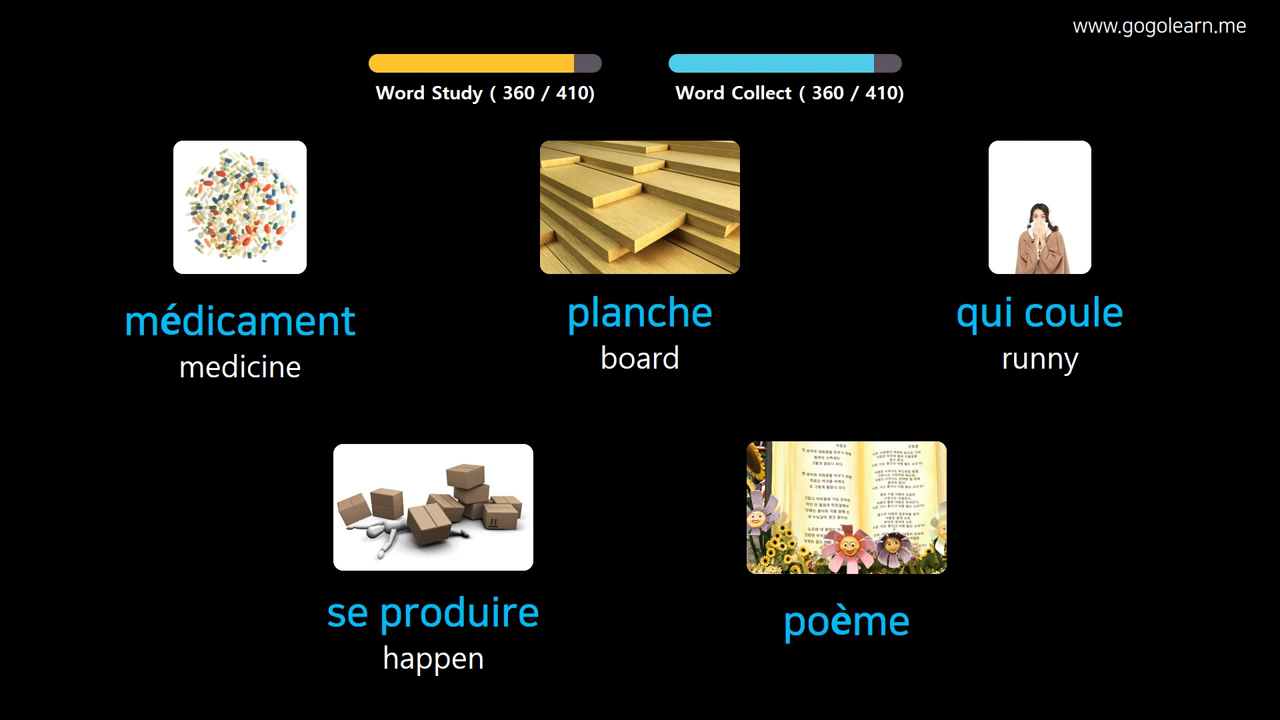 www.gogolearn.me
Word Study ( 360 / 410)
Word Collect ( 360 / 410)
médicament
medicine
planche
board
qui coule
runny
se produire
happen
poème